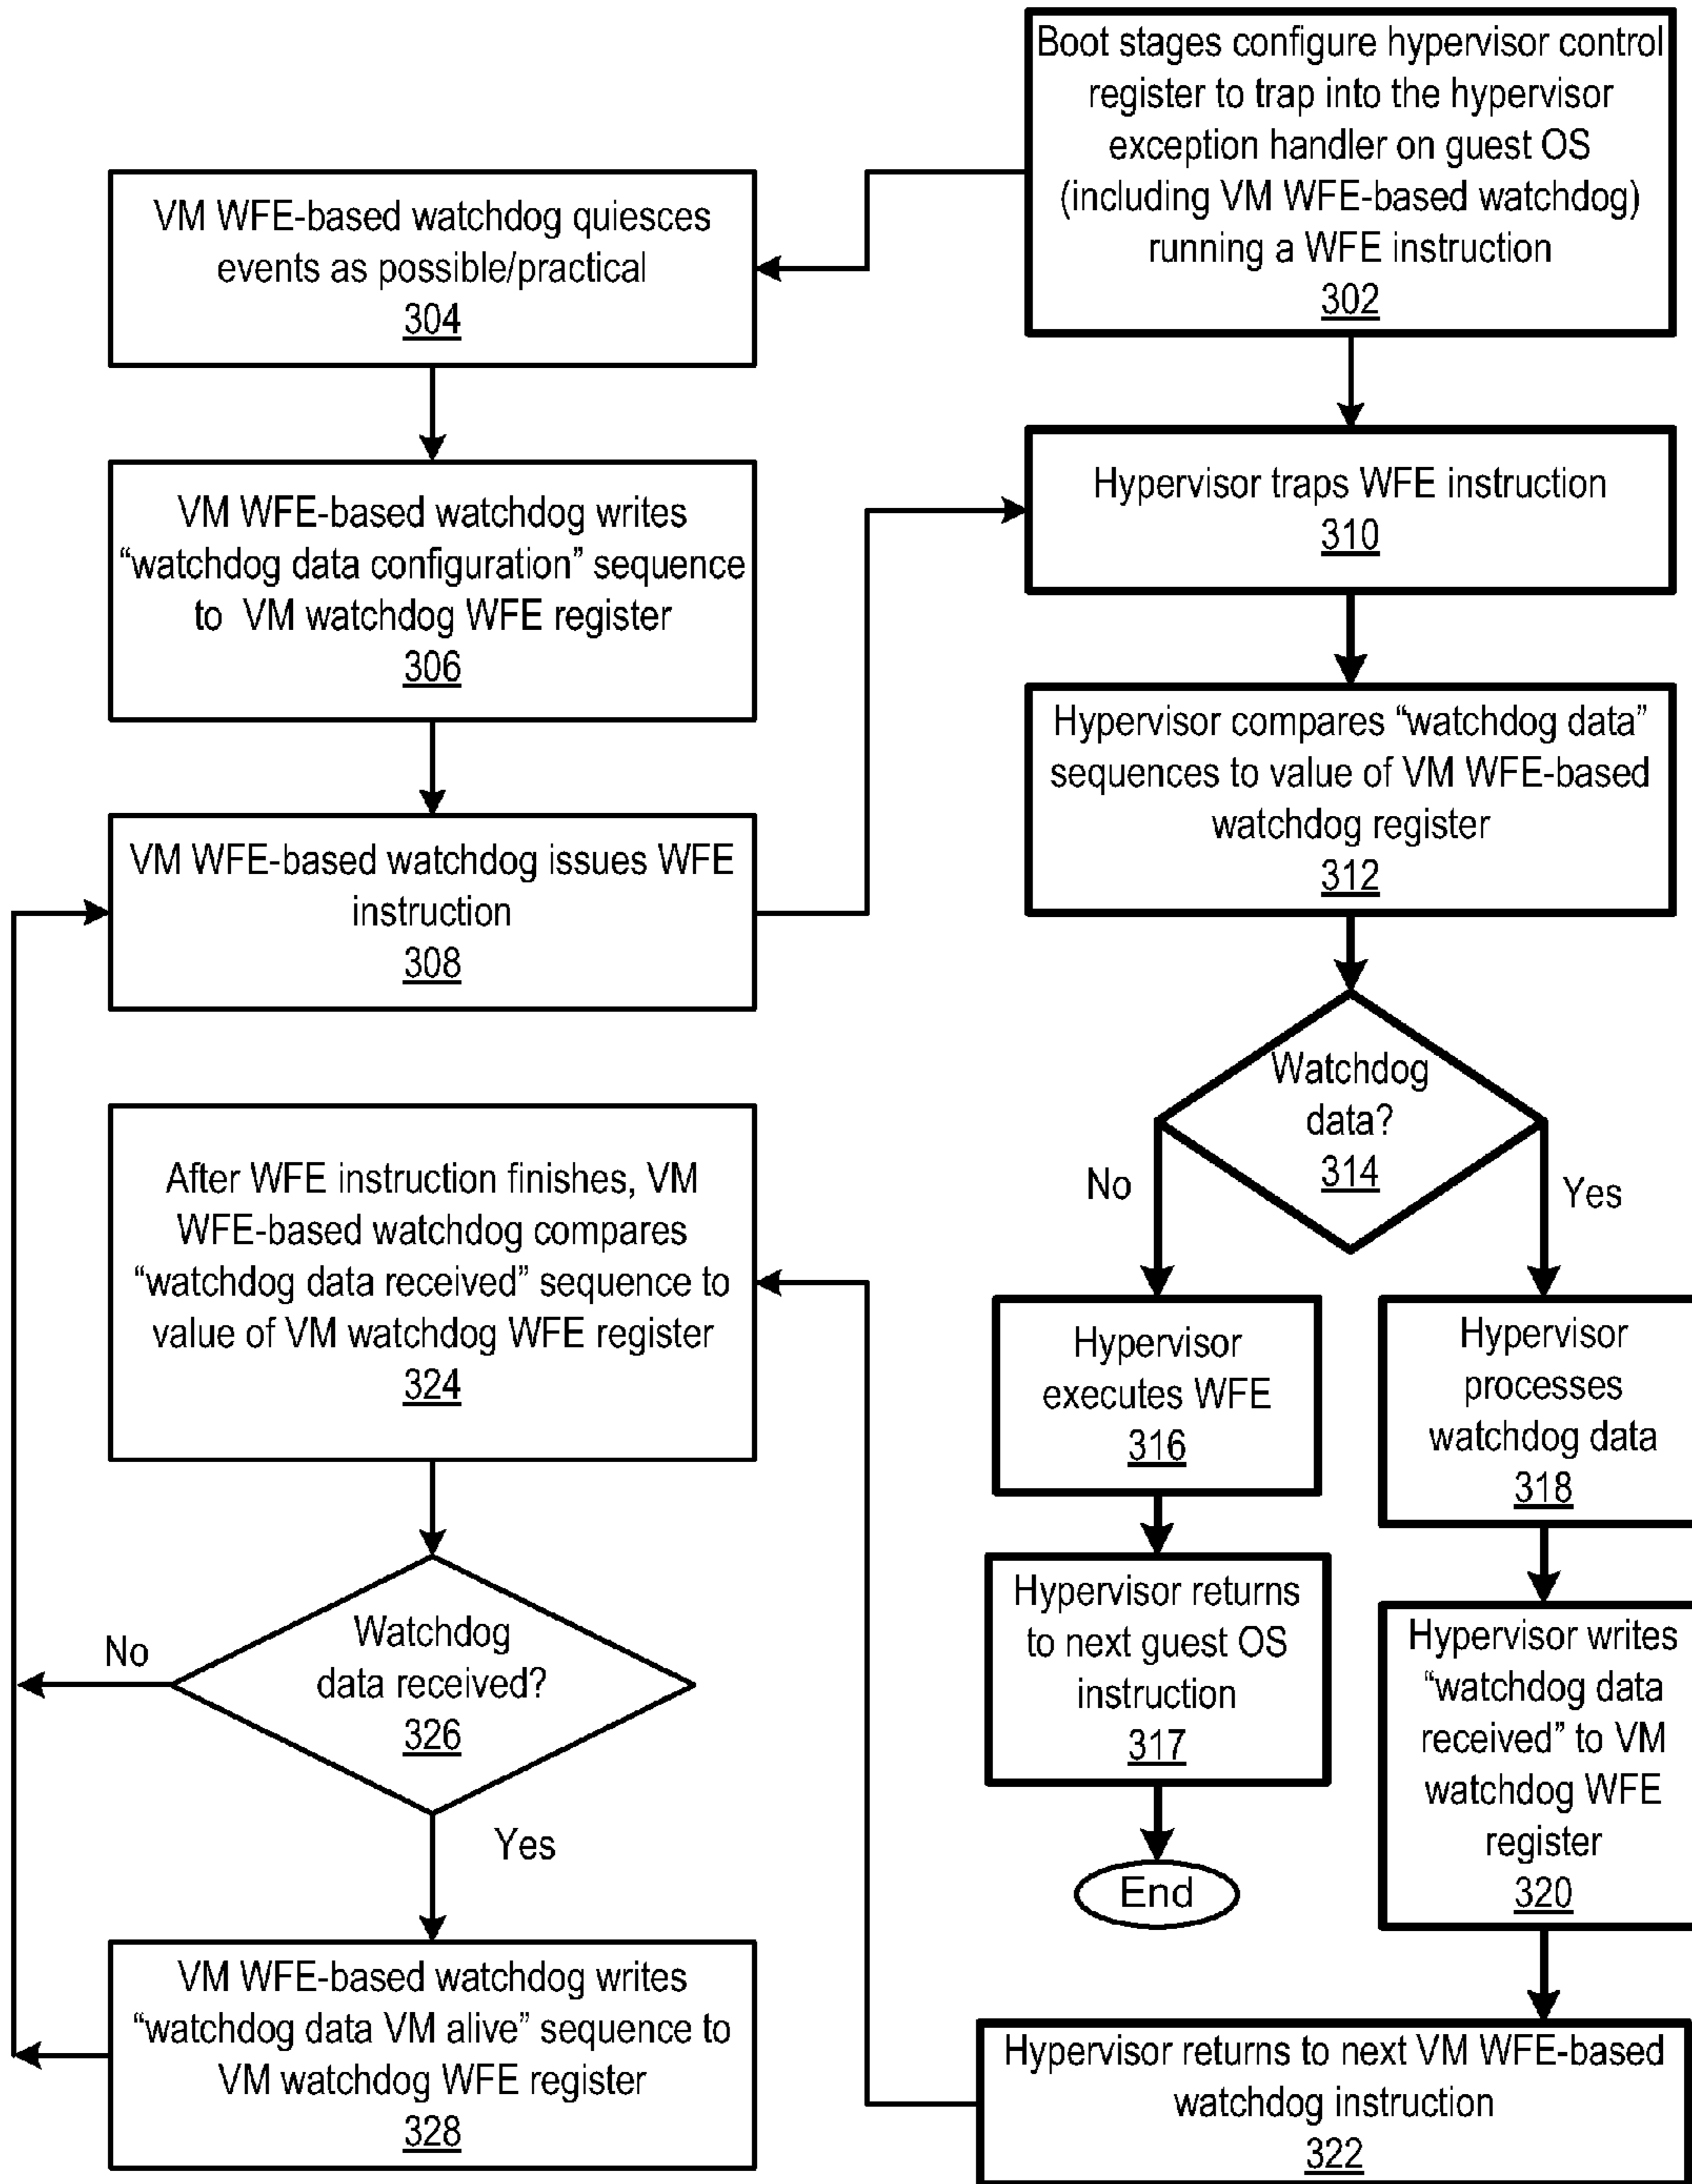 Boot stages configure hypervisor control
register to trap into the hypervisor
exception handler on guest OS
(including VM WFE-based watchdog)
running a WFE instruction
302
VM WFE-based watchdog quiesces
events as possible/practical
304
VM WFE-based watchdog writes
“watchdog data configuration” sequence
to VM watchdog WFE register
306
VM WFE-based watchdog issues WFE
instruction
308
Hypervisor traps WFE instruction
310
Hypervisor compares “watchdog data”
sequences to value of VM WFE-based
watchdog register
312
Watchdog
data?
314
No
Yes
Hypervisor
executes WFE
316
Hypervisor returns
to next guest OS
instruction
317
End
Hypervisor
processes
watchdog data
318
Hypervisor writes
“watchdog data
received” to VM
watchdog WFE
register
320
Hypervisor returns to next VM WFE-based
watchdog instruction
322
After WFE instruction finishes, VM
WFE-based watchdog compares
“watchdog data received” sequence to
value of VM watchdog WFE register
324
Watchdog
data received?
326
No
Yes
VM WFE-based watchdog writes
“watchdog data VM alive” sequence to
VM watchdog WFE register
328